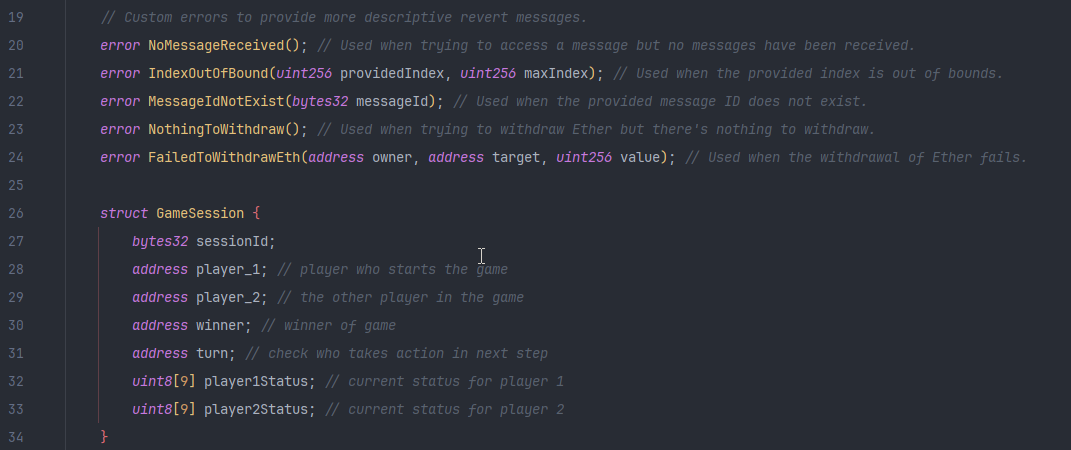 19 // Custom errors to provide more descriptive revert messages.
20 error NoMessageReceived(); // Used when trying to access a message but no messages have been received.
21 error IndexOutOfBound(uint256 providedIndex, uint256 maxIndex); // Used when the provided index is out of bounds.
22 error MessageIdNotExist(bytes32 messageId); // Used when the provided message ID does not exist.
23 error NothingToWithdraw(); // Used when trying to withdraw Ether but there's nothing to withdraw.
24 error FailedToWithdrawEth(address owner, address target, uint256 value); // Used when the withdrawal of Ether fails.
25
26 struct GameSession {
27 bytes32 sessionId;
28 address player_1; // player who starts the game
29 address player_2; // the other player in the game
30 address winner; // winner of game
31 address turn; // check who takes action in next step
32 uint8[9] player1Status; // current status for player 1
33 uint8[9] player2Status; // current status for player 2
34 }